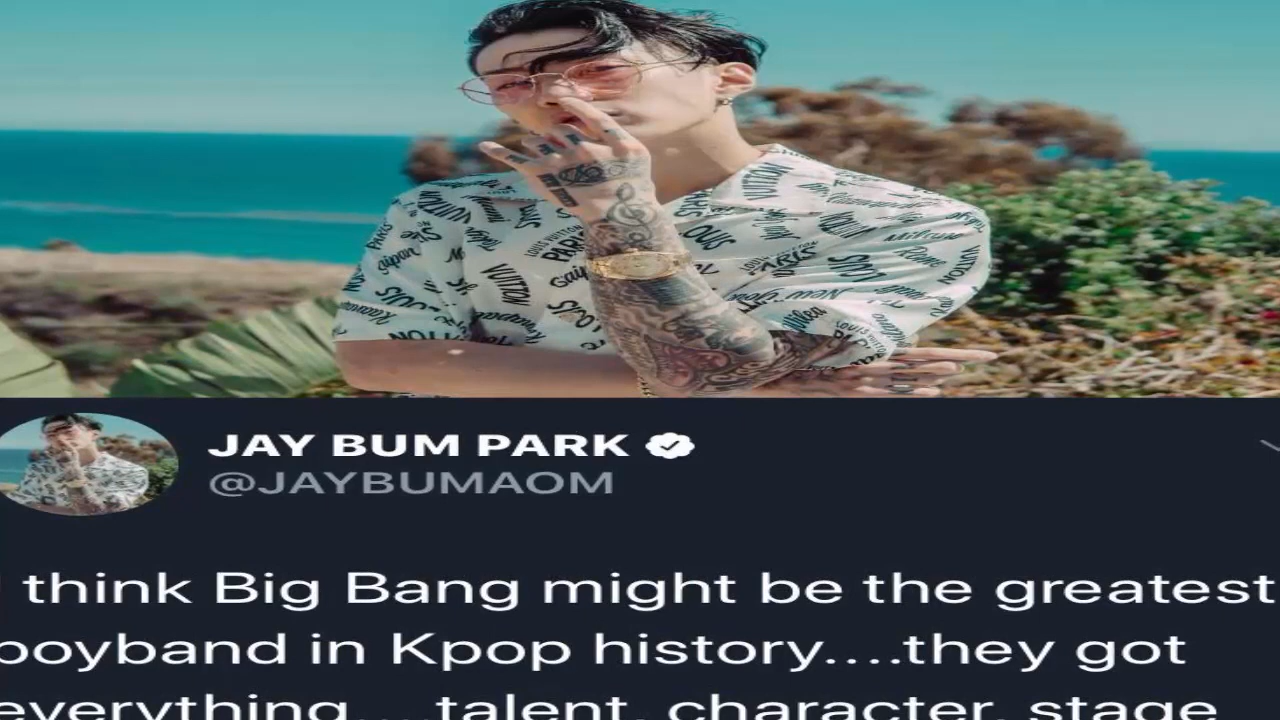 JAY BUM PARK
@JAYBUMAOM
think Big Bang might be the greatest
boyband in Kpop history....they got
everything....talent, character, stage